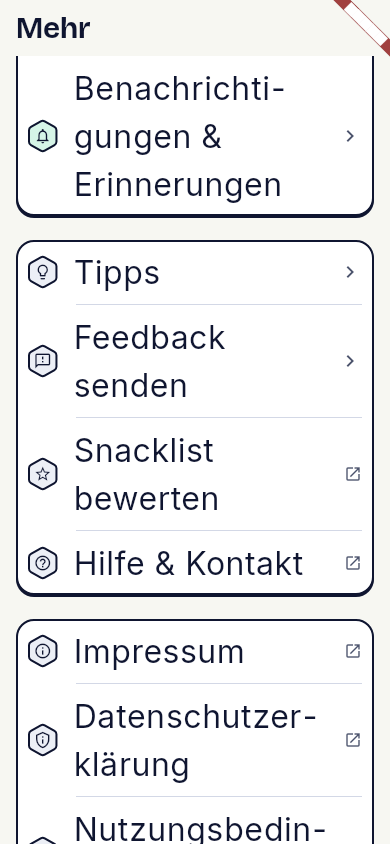 Mehr
Benachrichti-
gungen &
Erinnerungen
Tipps
Feedback
senden
Snacklist
bewerten
Hilfe & Kontakt
Impressum
Datenschutzer-
klärung
Nutzungsbedin-